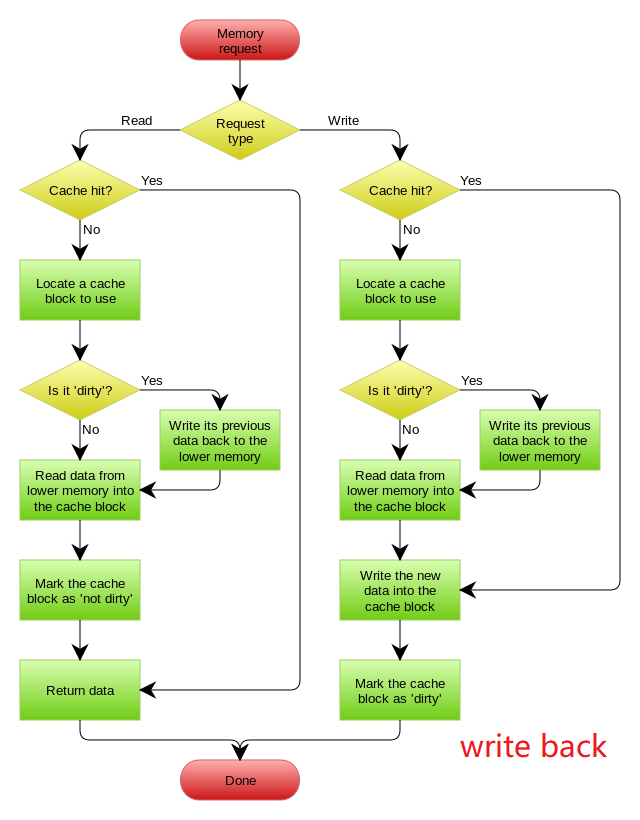 Memory
request
Request
type
Read
Write
Cache hit?
Yes
No
Locate a cache
block to use
Is it 'dirty'?
Yes
No
Write its previous
data back to the
lower memory
Read data from
lower memory into
the cache block
Mark the cache
block as 'not dirty'
Return data
Cache hit?
Yes
No
Locate a cache
block to use
Is it 'dirty'?
Yes
No
Write its previous
data back to the
lower memory
Read data from
lower memory into
the cache block
Write the new
data into the
cache block
Mark the cache
block as 'dirty'
Done
write back